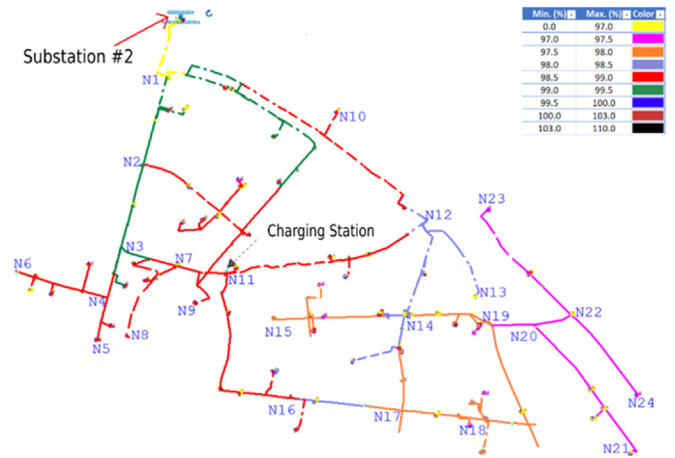 Substation #2
Min. (%) Max. (%) Color
0.0 97.0
97.0 97.5
97.5 98.0
98.0 98.5
98.5 99.0
99.0 99.5
99.5 100.0
100.0 103.0
103.0 110.0
N1
N10
N2
N23
N12
Charging Station
N3
N7
N6
N11
N13
N4
N9
N22
N15
N14
N19
N8
N20
N5
N24
N16
N17
N18
N21